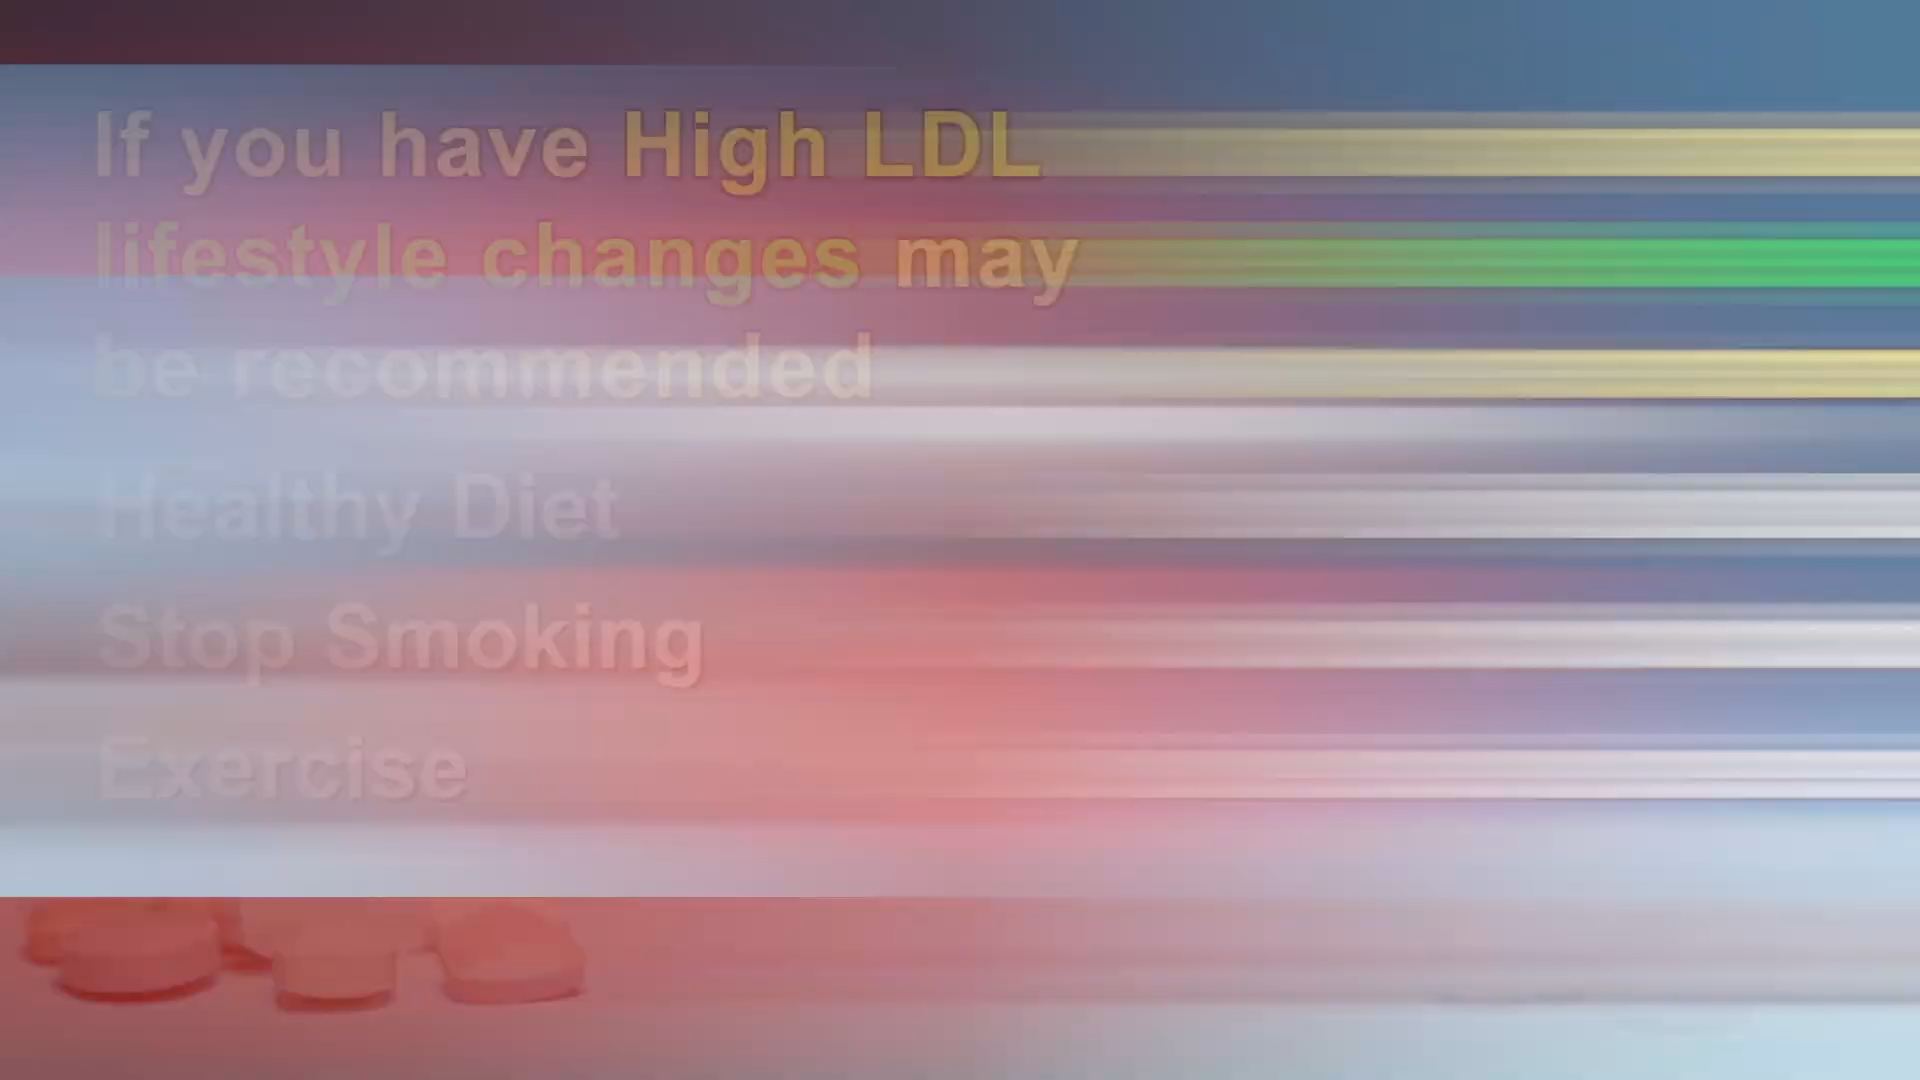 If you have High LDL
lifestyle changes may
be recommended
Healthy Diet
Stop Smoking
Exercise